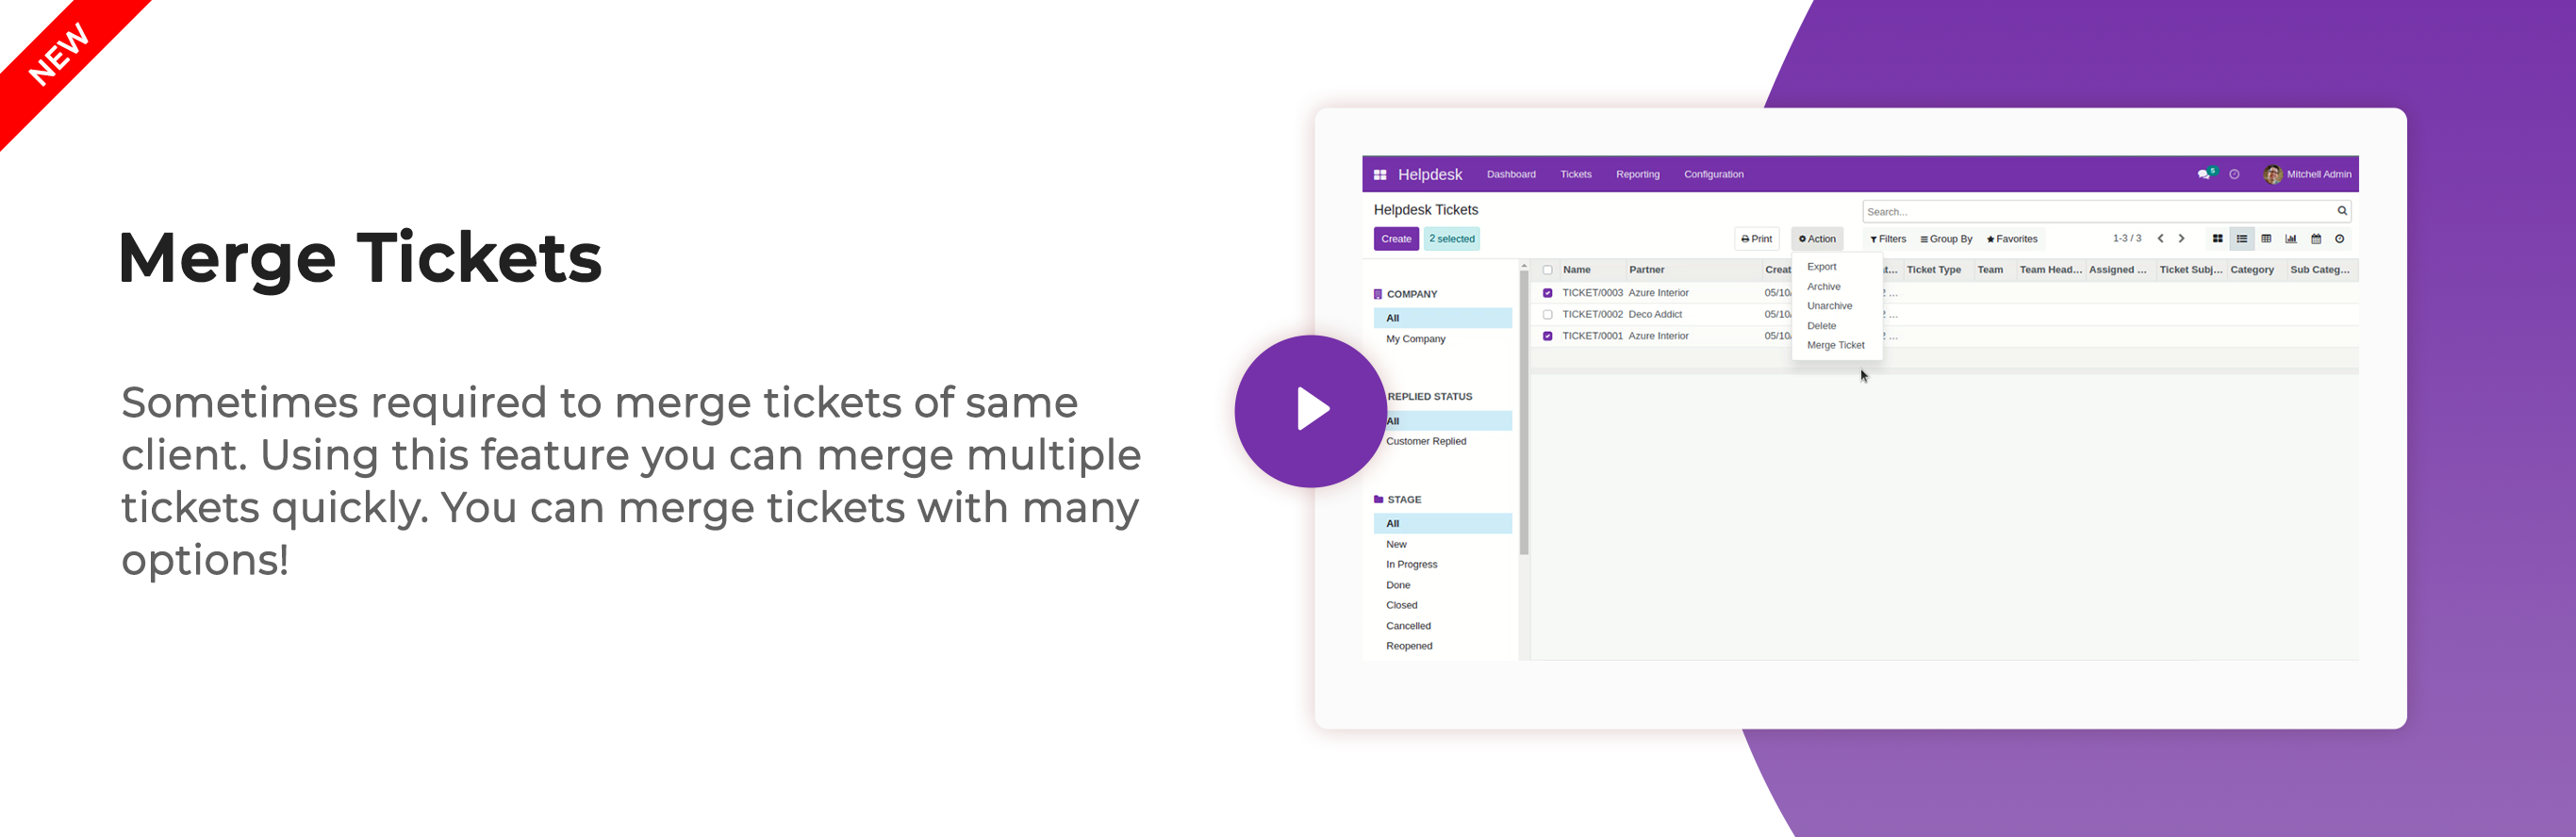 NEW
Merge Tickets
Sometimes required to merge tickets of same
client. Using this feature you can merge multiple
tickets quickly. You can merge tickets with many
options!
Helpdesk Dashboard Tickets Reporting Configuration 5 Mitchell Admin
Helpdesk Tickets Search...
Create 2 selected Print Action Filters Group By Favorites 1-3 / 3
Name Partner Creat t... Ticket Type Team Team Head... Assigned ... Ticket Subj... Category Sub Categ...
TICKET/0003 Azure Interior 05/10/ 2 ...
TICKET/0002 Deco Addict 05/10/ 2 ...
TICKET/0001 Azure Interior 05/10/ 2 ...
Export
Archive
Unarchive
Delete
Merge Ticket
COMPANY
All
My Company
REPLIED STATUS
All
Customer Replied
STAGE
All
New
In Progress
Done
Closed
Cancelled
Reopened